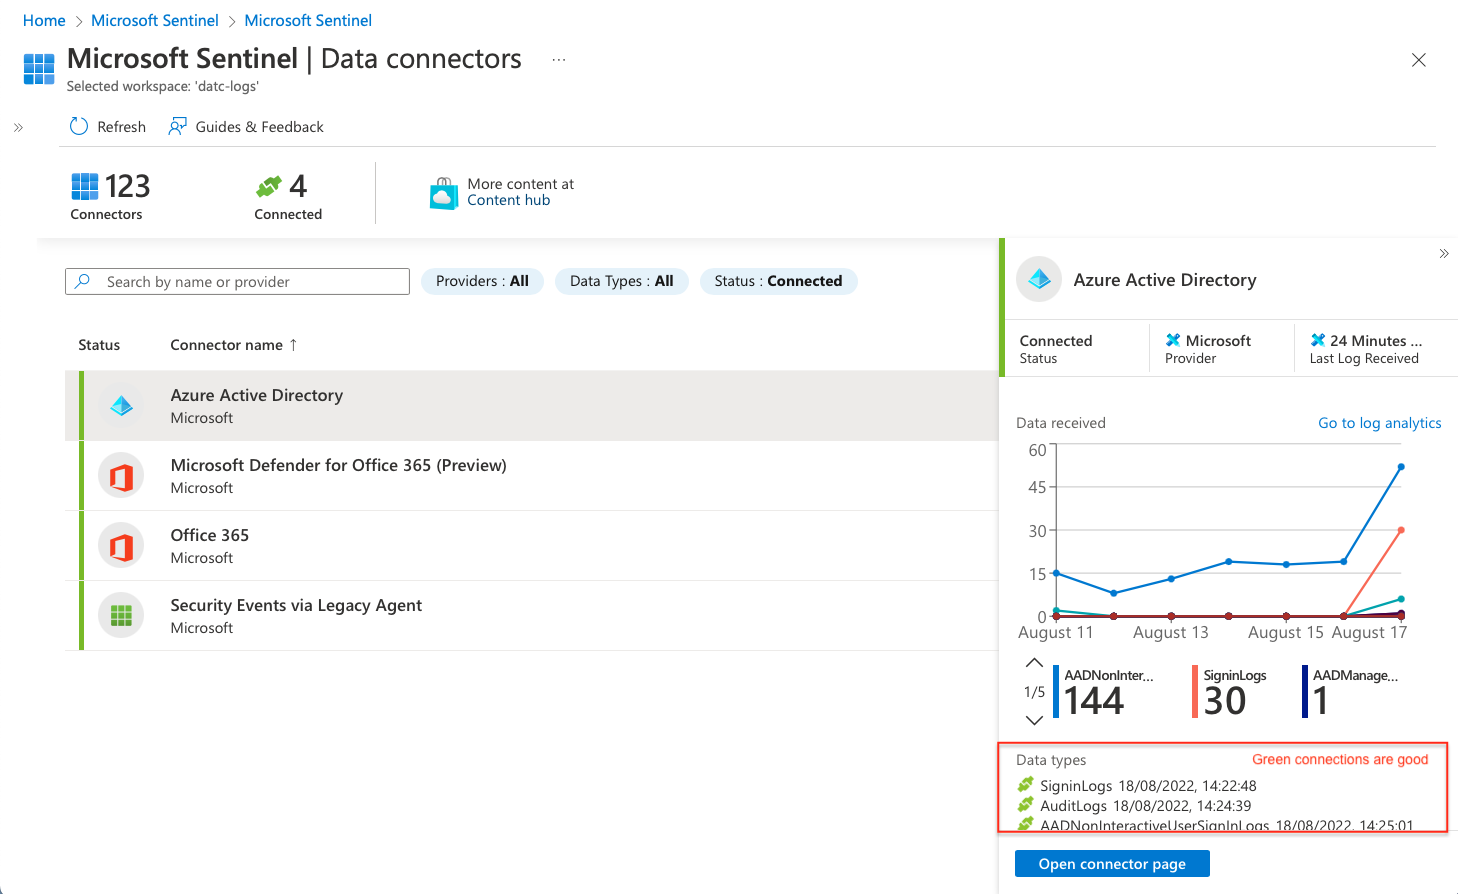 Home > Microsoft Sentinel > Microsoft Sentinel
Microsoft Sentinel | Data connectors ...
Selected workspace: 'datc-logs'
Refresh Guides & Feedback
123 Connectors
4 Connected
More content at
Content hub
Search by name or provider
Providers : All
Data Types : All
Status : Connected
Status Connector name ↑
Azure Active Directory
Microsoft
Microsoft Defender for Office 365 (Preview)
Microsoft
Office 365
Microsoft
Security Events via Legacy Agent
Microsoft
Azure Active Directory
Connected
Status
Microsoft
Provider
24 Minutes ...
Last Log Received
Data received Go to log analytics
60
45
30
15
0
August 11 August 13 August 15 August 17
1/5
AADNonInter...
144
SigninLogs
30
AADManage...
1
Data types Green connections are good
SigninLogs 18/08/2022, 14:22:48
AuditLogs 18/08/2022, 14:24:39
AADNonInteractiveUserSignInLogs 18/08/2022, 14:25:01
Open connector page